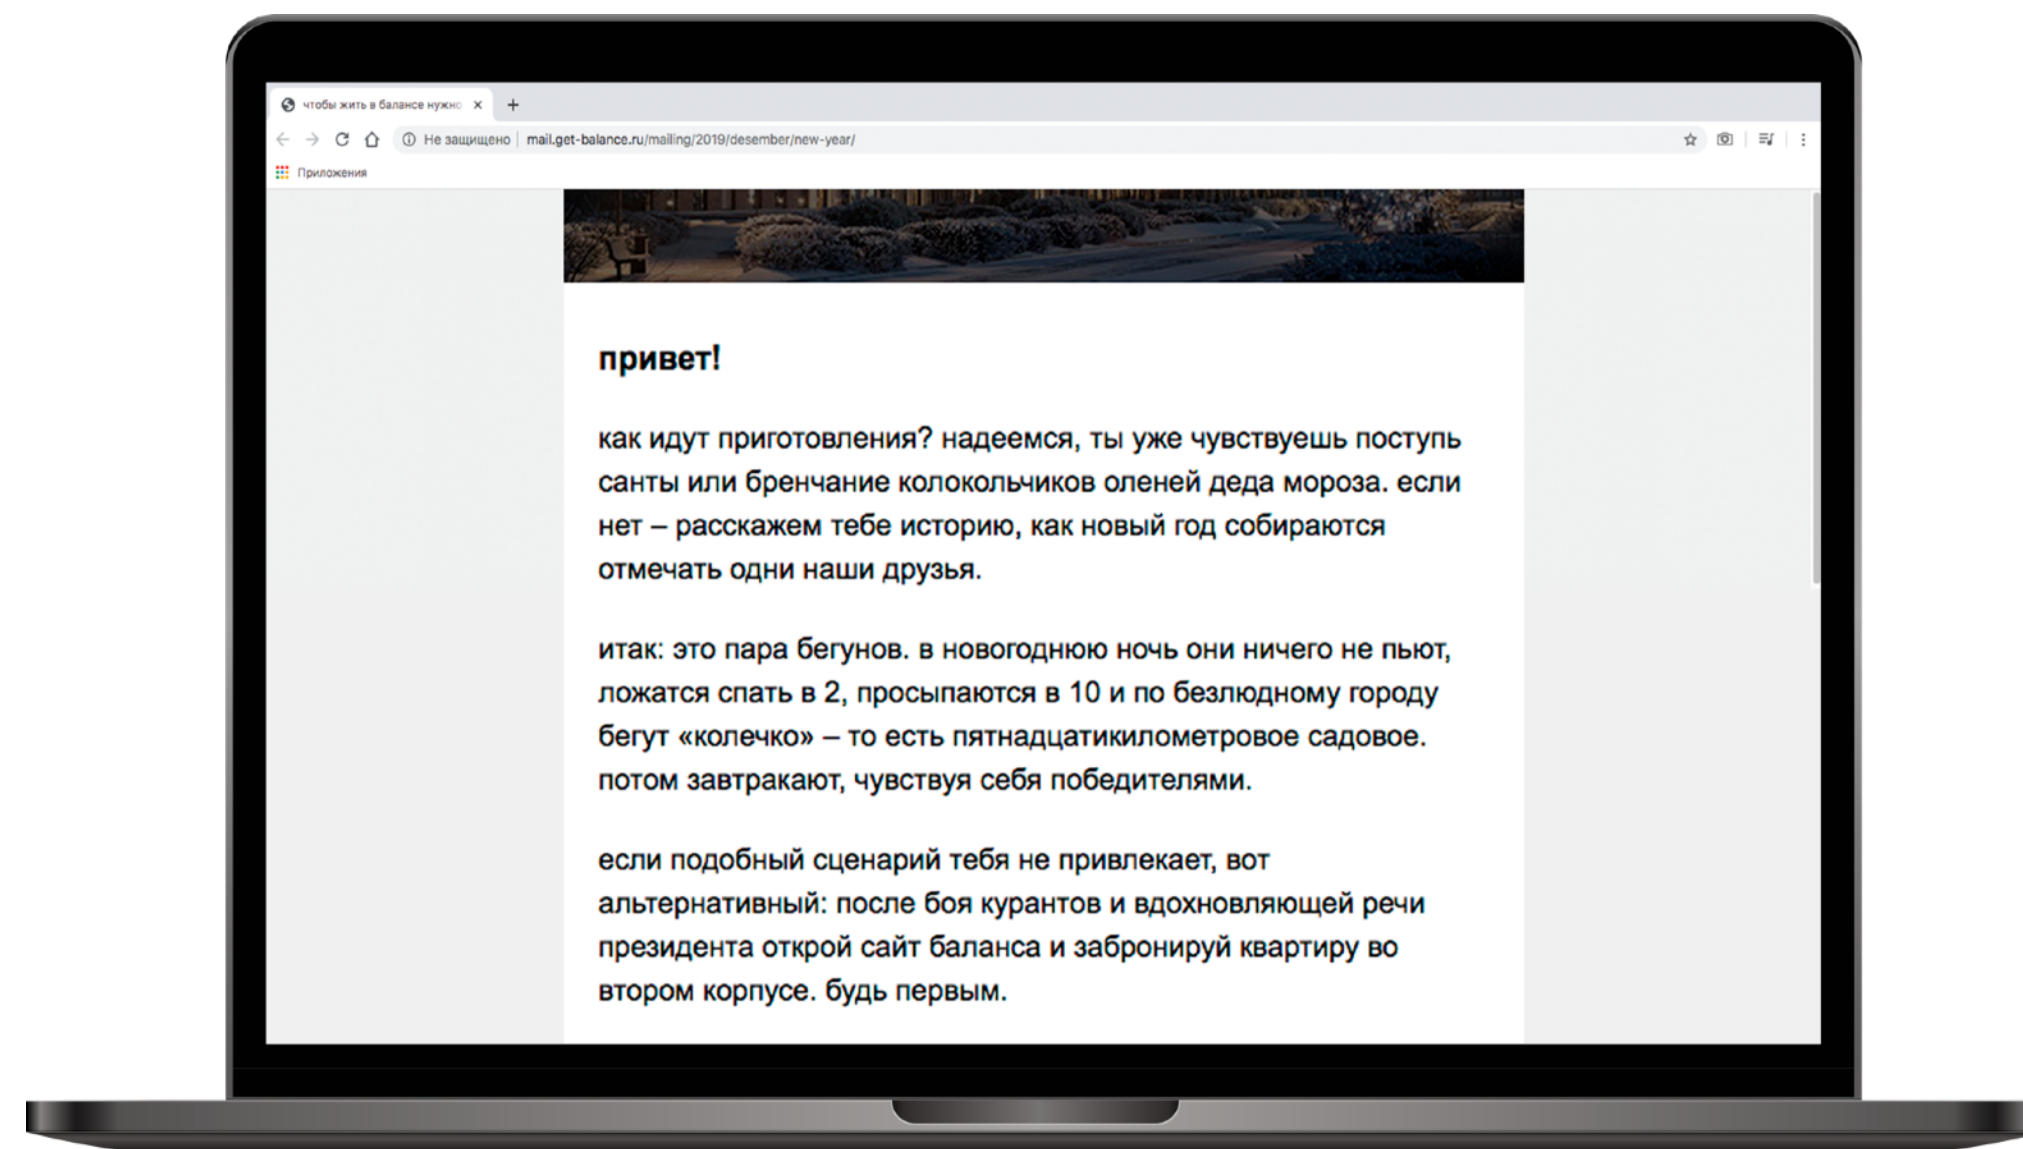 чтобы жить в балансе нужно
Не защищено mail.get-balance.ru/mailing/2019/desember/new-year/
Приложения
привет!
как идут приготовления? надеемся, ты уже чувствуешь поступь
санты или бренчание колокольчиков оленей деда мороза. если
нет – расскажем тебе историю, как новый год собираются
отмечать одни наши друзья.
итак: это пара бегунов. в новогоднюю ночь они ничего не пьют,
ложатся спать в 2, просыпаются в 10 и по безлюдному городу
бегут «колечко» – то есть пятнадцатикилометровое садовое.
потом завтракают, чувствуя себя победителями.
если подобный сценарий тебя не привлекает, вот
альтернативный: после боя курантов и вдохновляющей речи
президента открой сайт баланса и забронируй квартиру во
втором корпусе. будь первым.